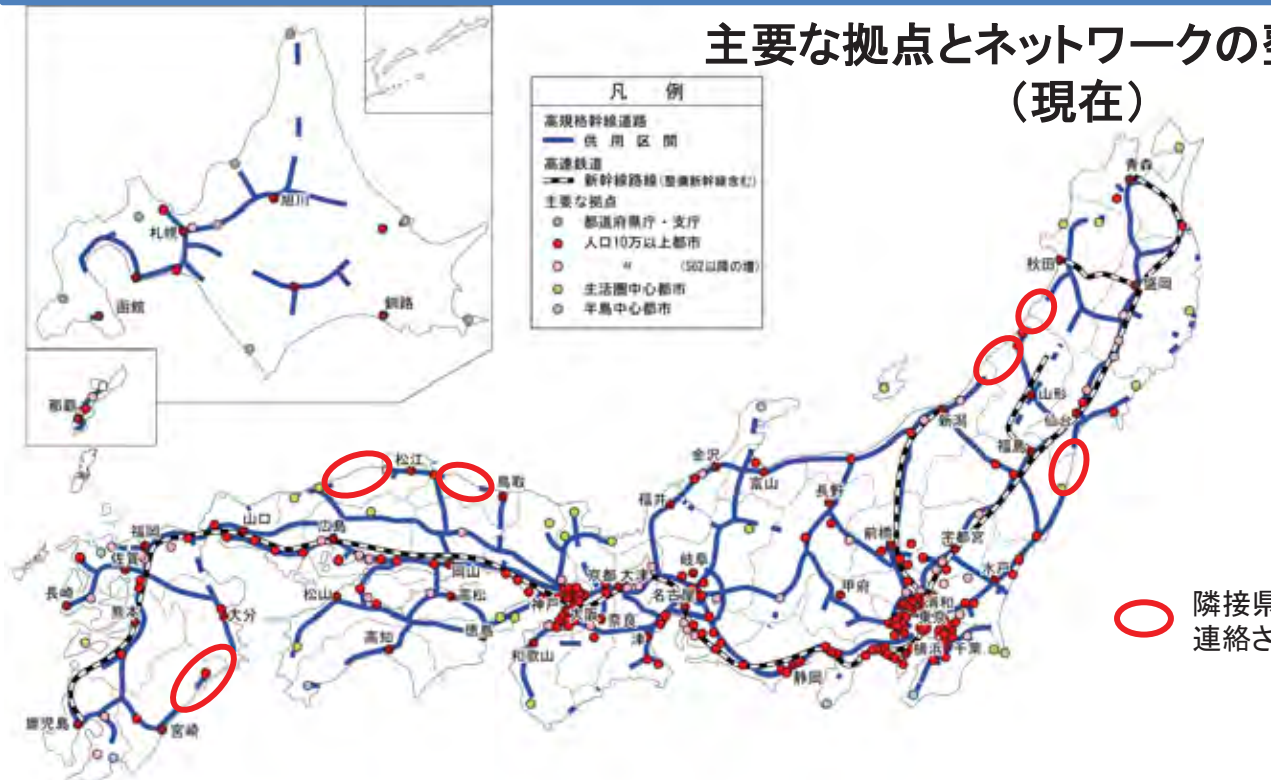 主要な拠点とネットワークの整
（現在）
凡 例
高規格幹線道路
供 用 区 間
高速鉄道
新幹線路線(整備新幹線含む)
主要な拠点
都道府県庁・支庁
人口10万以上都市
〃 (S62以降の増)
生活圏中心都市
半島中心都市
旭川
札幌
函館
釧路
那覇
青森
秋田
盛岡
山形
仙台
新潟
福島
金沢
富山
長野
福井
前橋
宇都宮
水戸
松江
鳥取
山口
広島
福岡
佐賀
岡山
京都
大津
岐阜
名古屋
甲府
浦和
東京
長崎
熊本
大分
松山
高松
神戸
大阪
奈良
津
横浜
千葉
高知
徳島
和歌山
静岡
鹿児島
宮崎
隣接県
連絡さ